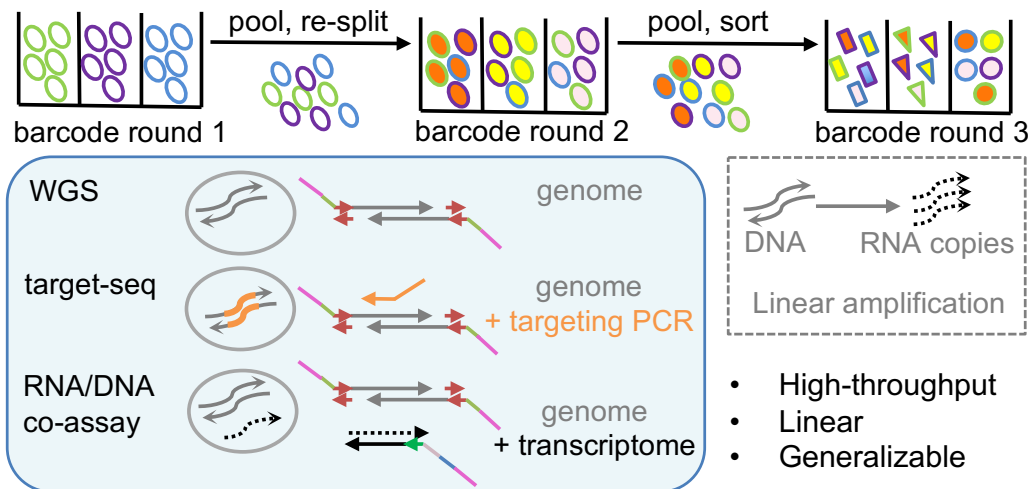 pool, re-split
pool, sort
barcode round 1
barcode round 2
barcode round 3
WGS
genome
target-seq
genome
+ targeting PCR
RNA/DNA
co-assay
genome
+ transcriptome
DNA
RNA copies
Linear amplification
• High-throughput
• Linear
• Generalizable